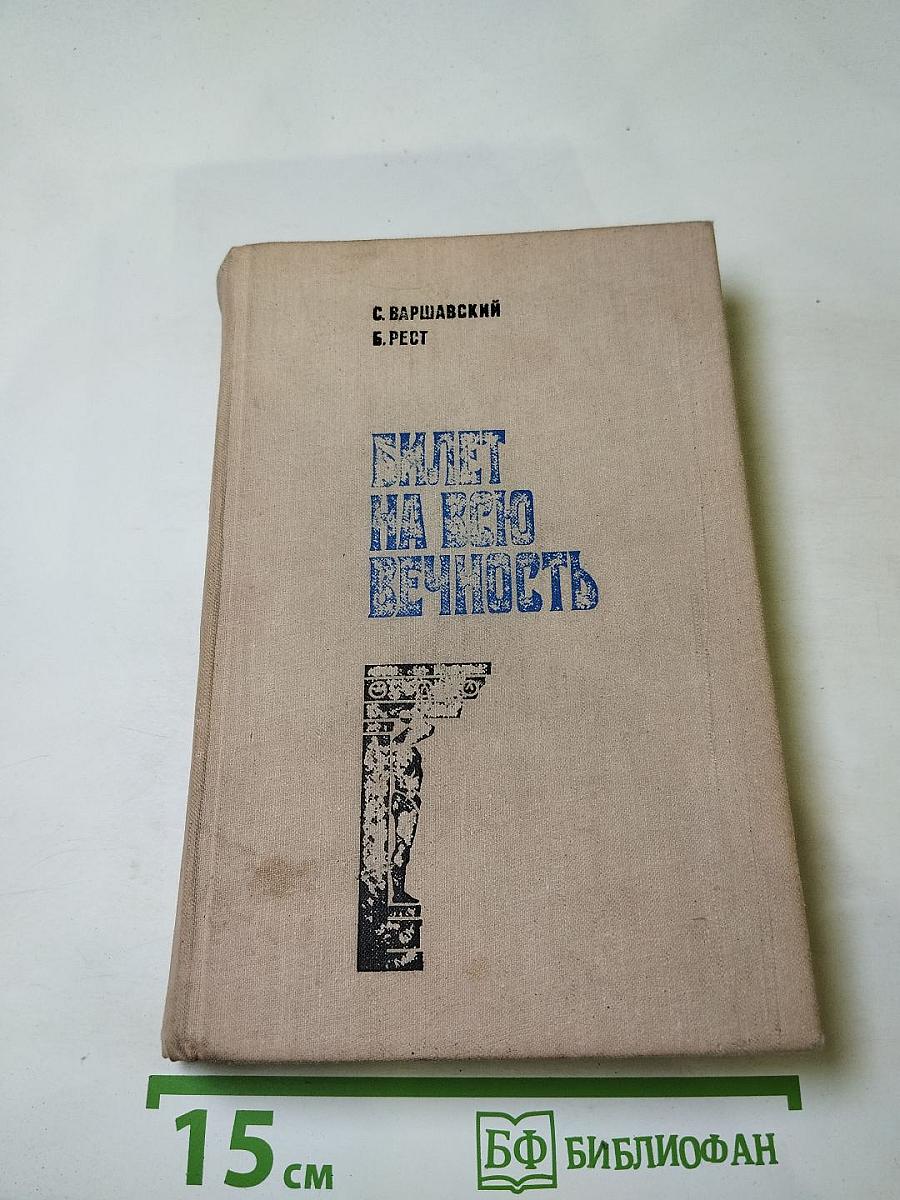 С. ВАРШАВСКИЙ
Б. РЕСТ
БИЛЕТ
НА ВСЮ
ВЕЧНОСТЬ
15 см
БФ БИБЛИОФАН